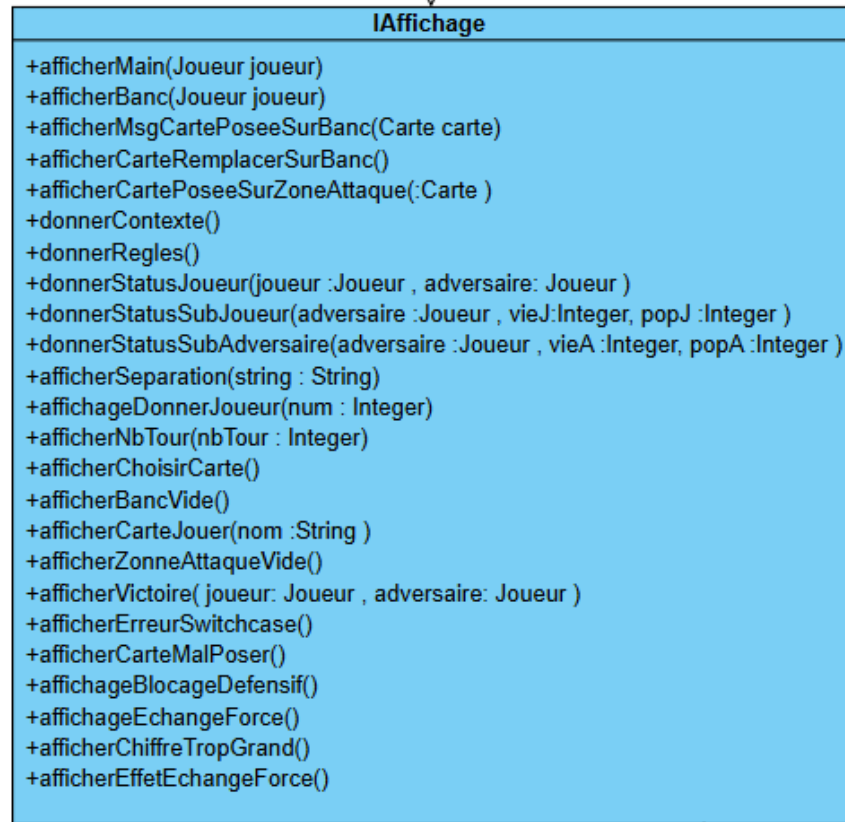 IAffichage
+afficherMain(Joueur joueur)
+afficherBanc(Joueur joueur)
+afficherMsgCartePoseeSurBanc(Carte carte)
+afficherCarteRemplacerSurBanc()
+afficherCartePoseeSurZoneAttaque(:Carte )
+donnerContexte()
+donnerRegles()
+donnerStatusJoueur(joueur :Joueur , adversaire: Joueur )
+donnerStatusSubJoueur(adversaire :Joueur , vieJ:Integer, popJ :Integer )
+donnerStatusSubAdversaire(adversaire :Joueur , vieA :Integer, popA :Integer )
+afficherSeparation(string : String)
+affichageDonnerJoueur(num : Integer)
+afficherNbTour(nbTour : Integer)
+afficherChoisirCarte()
+afficherBancVide()
+afficherCarteJouer(nom :String )
+afficherZonneAttaqueVide()
+afficherVictoire( joueur: Joueur , adversaire: Joueur )
+afficherErreurSwitchcase()
+afficherCarteMalPoser()
+affichageBlocageDefensif()
+affichageEchangeForce()
+afficherChiffreTropGrand()
+afficherEffetEchangeForce()